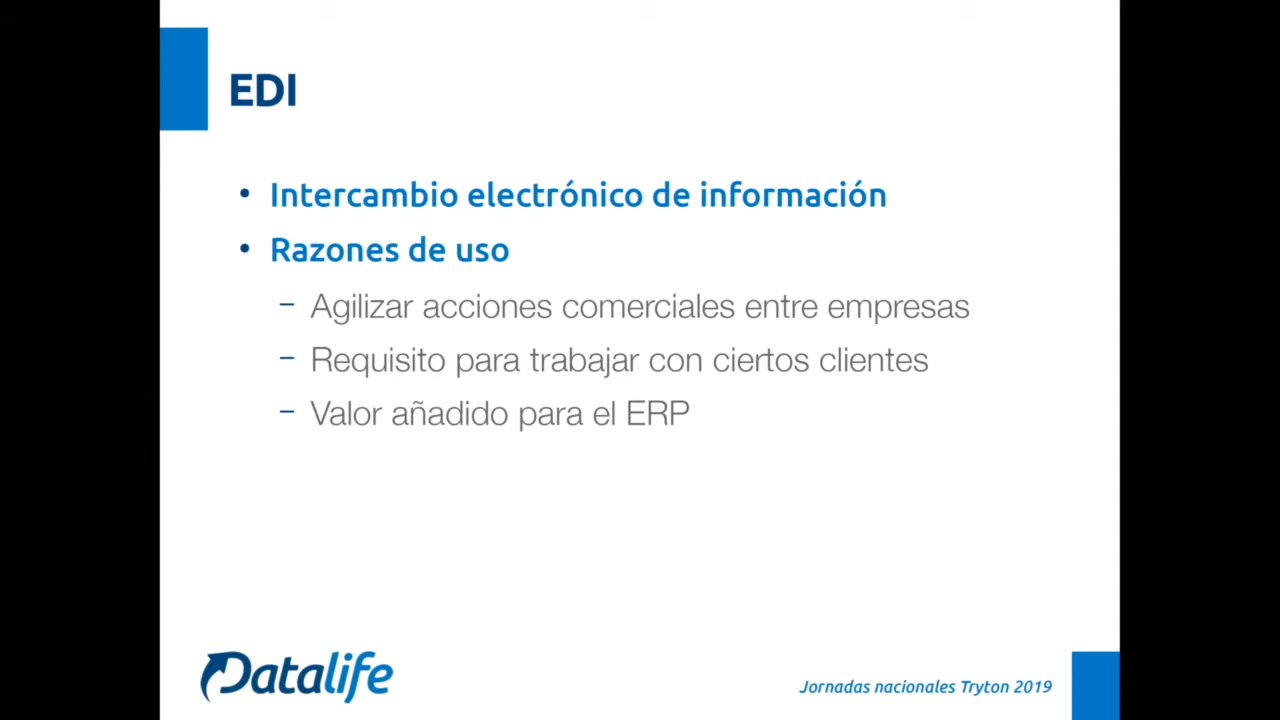 EDI
• Intercambio electrónico de información
• Razones de uso
– Agilizar acciones comerciales entre empresas
– Requisito para trabajar con ciertos clientes
– Valor añadido para el ERP
Datalife
Jornadas nacionales Tryton 2019